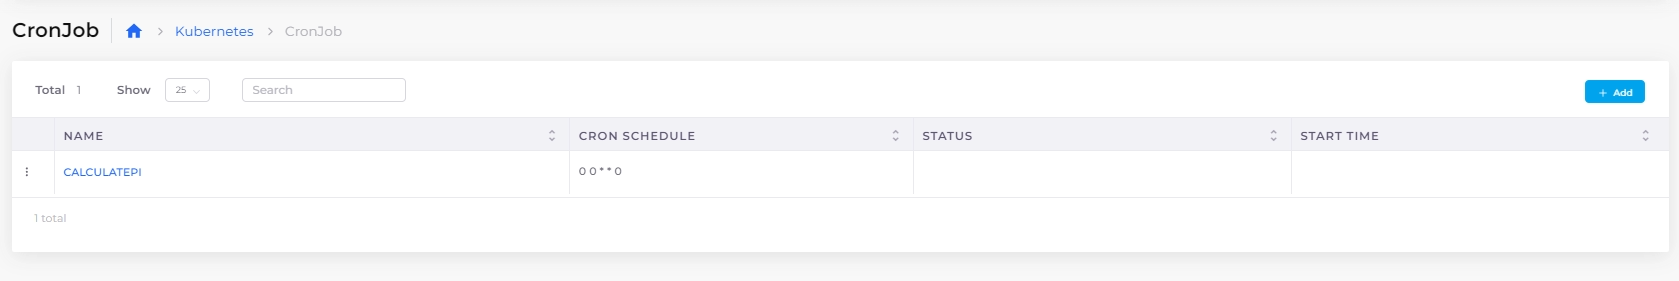 CronJob > Kubernetes > CronJob
Total 1 Show 25 Search + Add
NAME CRON SCHEDULE STATUS START TIME
CALCULATEPI 0 0 * * 0
1 total